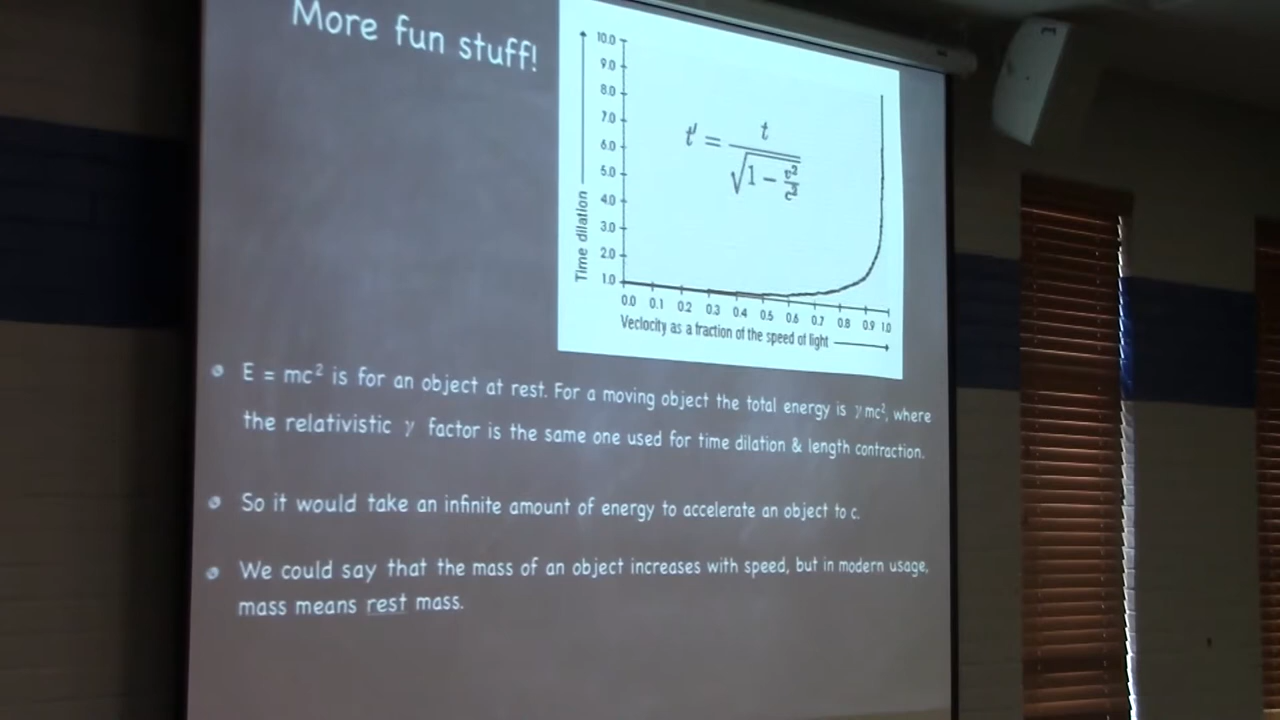 More fun stuff!
10.0
9.0
8.0
7.0
6.0
5.0
4.0
3.0
2.0
1.0
Time dilation
t' = t / √(1 − v²/c²)
0.0 0.1 0.2 0.3 0.4 0.5 0.6 0.7 0.8 0.9 1.0
Veclocity as a fraction of the speed of light
E = mc² is for an object at rest. For a moving object the total energy is γmc², where
the relativistic γ factor is the same one used for time dilation & length contraction.
So it would take an infinite amount of energy to accelerate an object to c.
We could say that the mass of an object increases with speed, but in modern usage,
mass means rest mass.